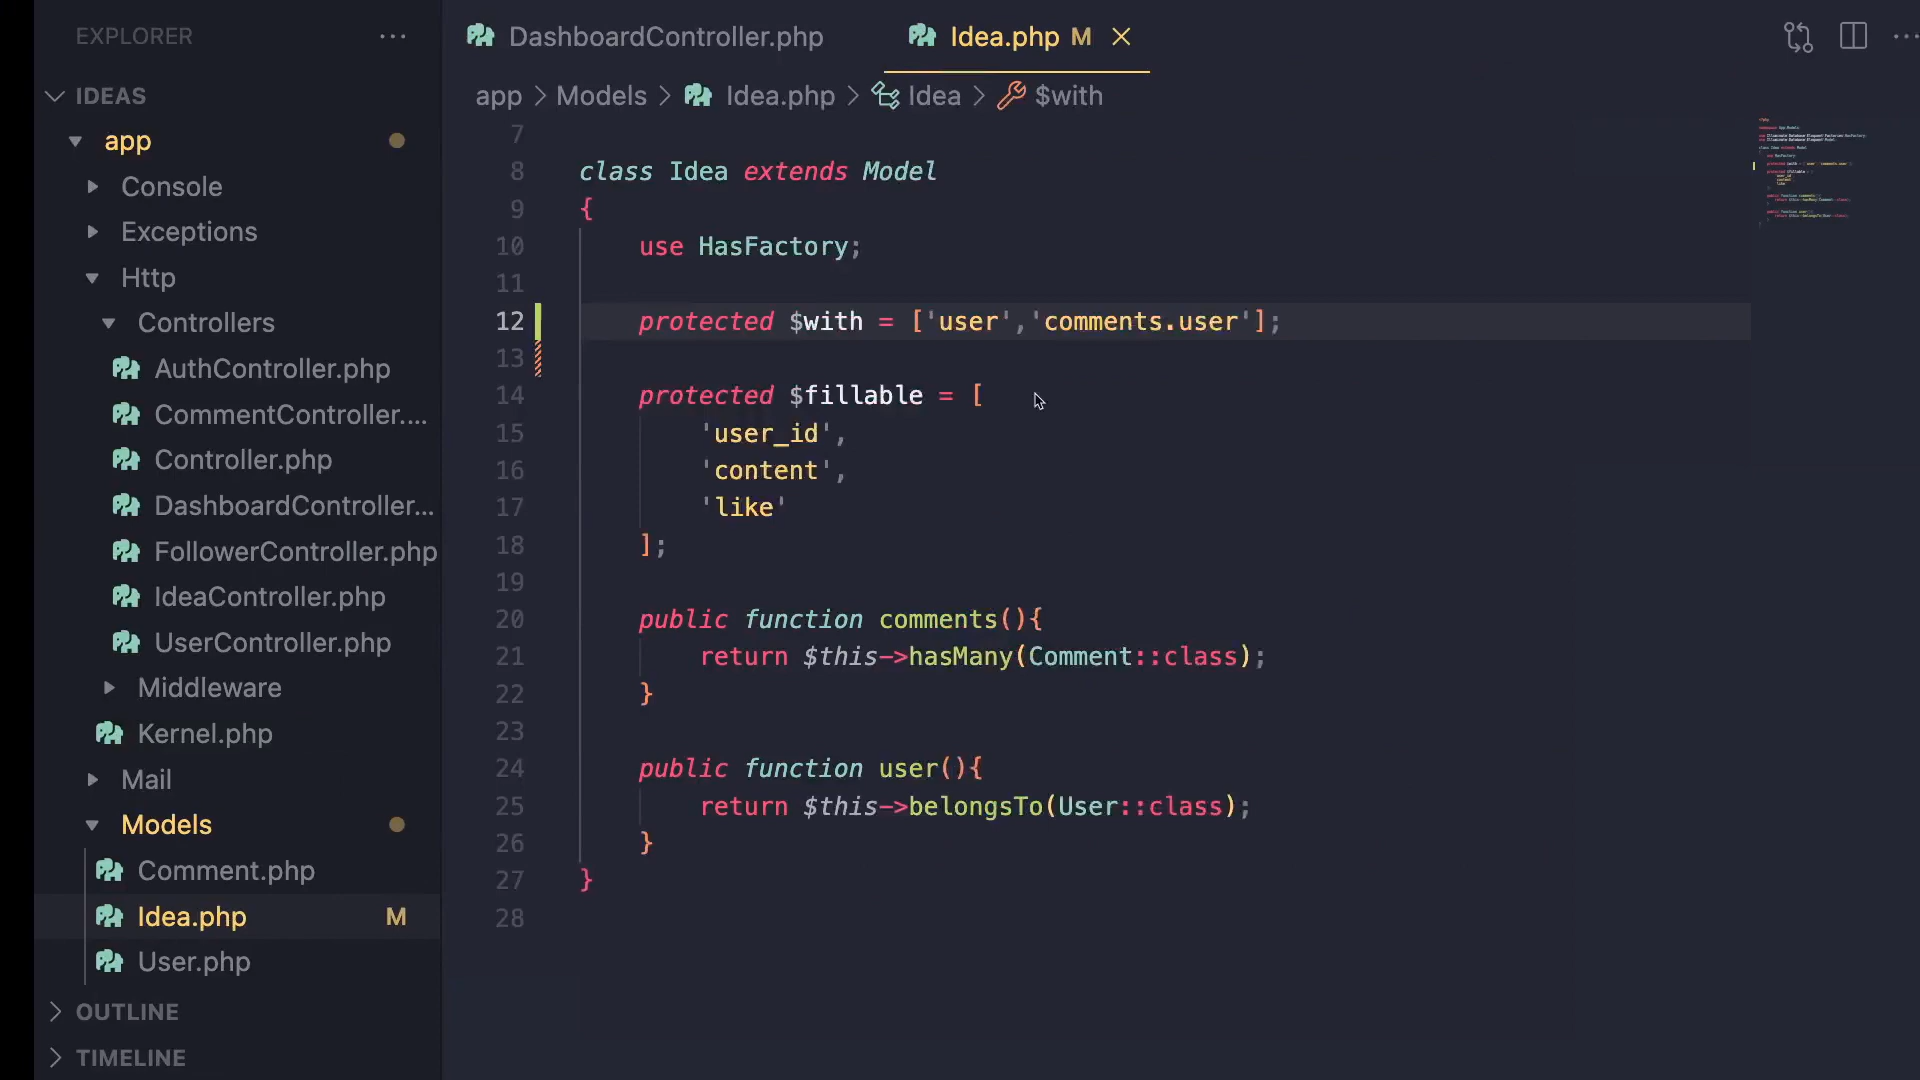 EXPLORER
IDEAS
app
Console
Exceptions
Http
Controllers
AuthController.php
CommentController....
Controller.php
DashboardController...
FollowerController.php
IdeaController.php
UserController.php
Middleware
Kernel.php
Mail
Models
Comment.php
Idea.php M
User.php
OUTLINE
TIMELINE
DashboardController.php
Idea.php M
app > Models > Idea.php > Idea > $with
7
8 class Idea extends Model
9 {
10 use HasFactory;
11
12 protected $with = ['user','comments.user'];
13
14 protected $fillable = [
15 'user_id',
16 'content',
17 'like'
18 ];
19
20 public function comments(){
21 return $this->hasMany(Comment::class);
22 }
23
24 public function user(){
25 return $this->belongsTo(User::class);
26 }
27 }
28